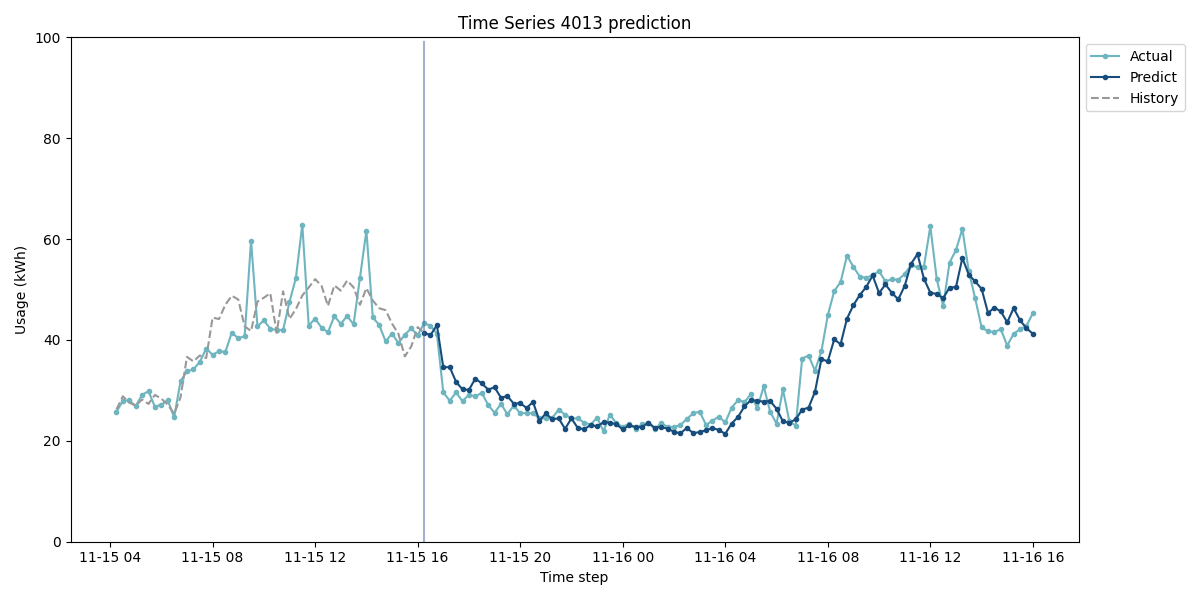 Time Series 4013 prediction
100
80
60
40
20
0
Usage (kWh)
11-15 04
11-15 08
11-15 12
11-15 16
11-15 20
11-16 00
11-16 04
11-16 08
11-16 12
11-16 16
Time step
Actual
Predict
History